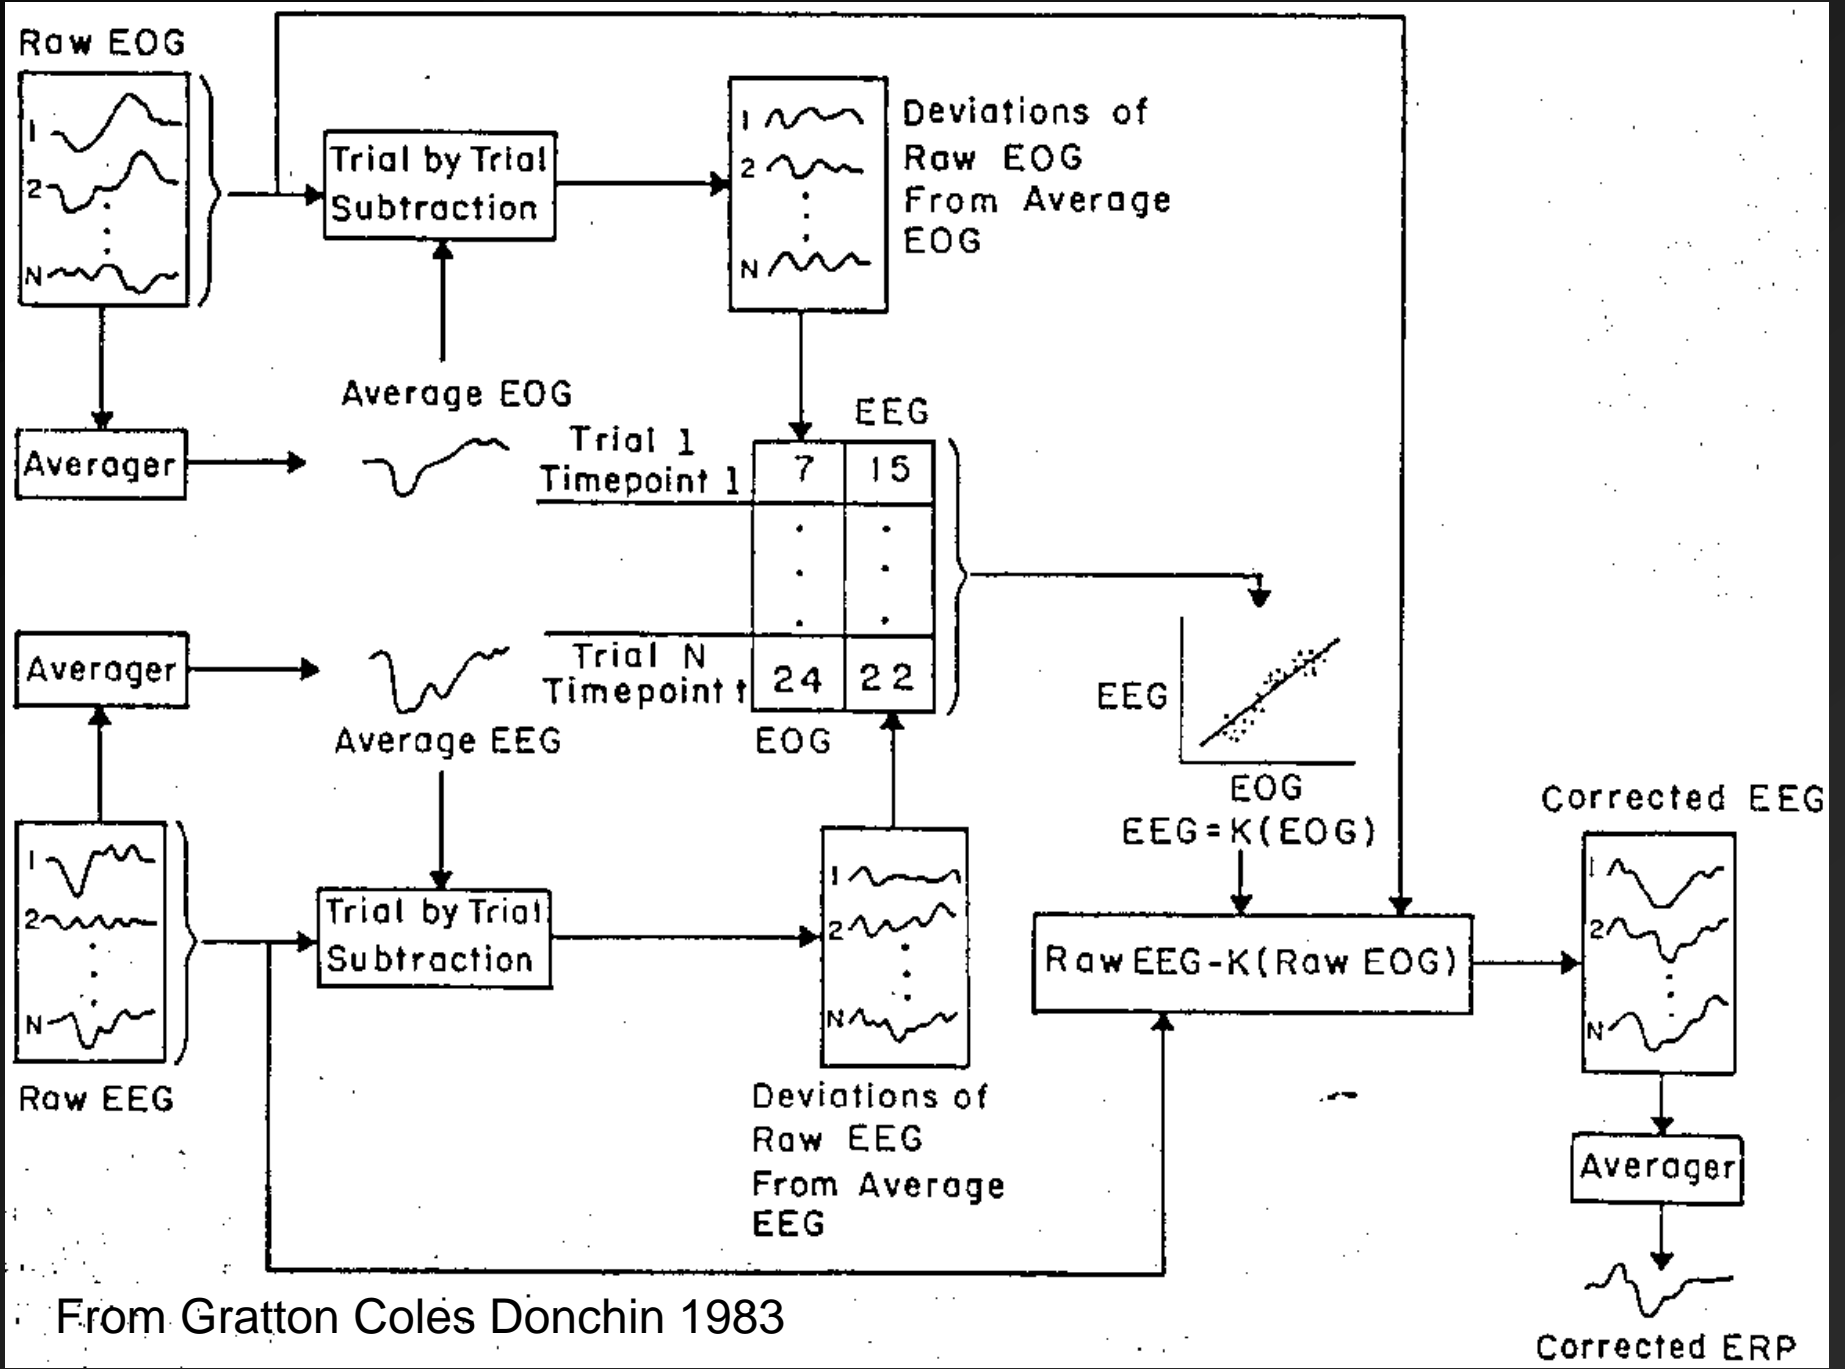 Raw EOG
1
2
N
Trial by Trial
Subtraction
1
2
N
Deviations of
Raw EOG
From Average
EOG
Average EOG
Averager
Trial 1
Timepoint 1
EEG
7 15
Averager
Average EEG
Trial N
Timepoint t
24 22
EOG
EEG
EOG
EEG=K(EOG)
Raw EEG
1
2
N
Trial by Trial
Subtraction
1
2
N
Deviations of
Raw EEG
From Average
EEG
Raw EEG-K(Raw EOG)
Corrected EEG
1
2
N
Averager
Corrected ERP
From Gratton Coles Donchin 1983